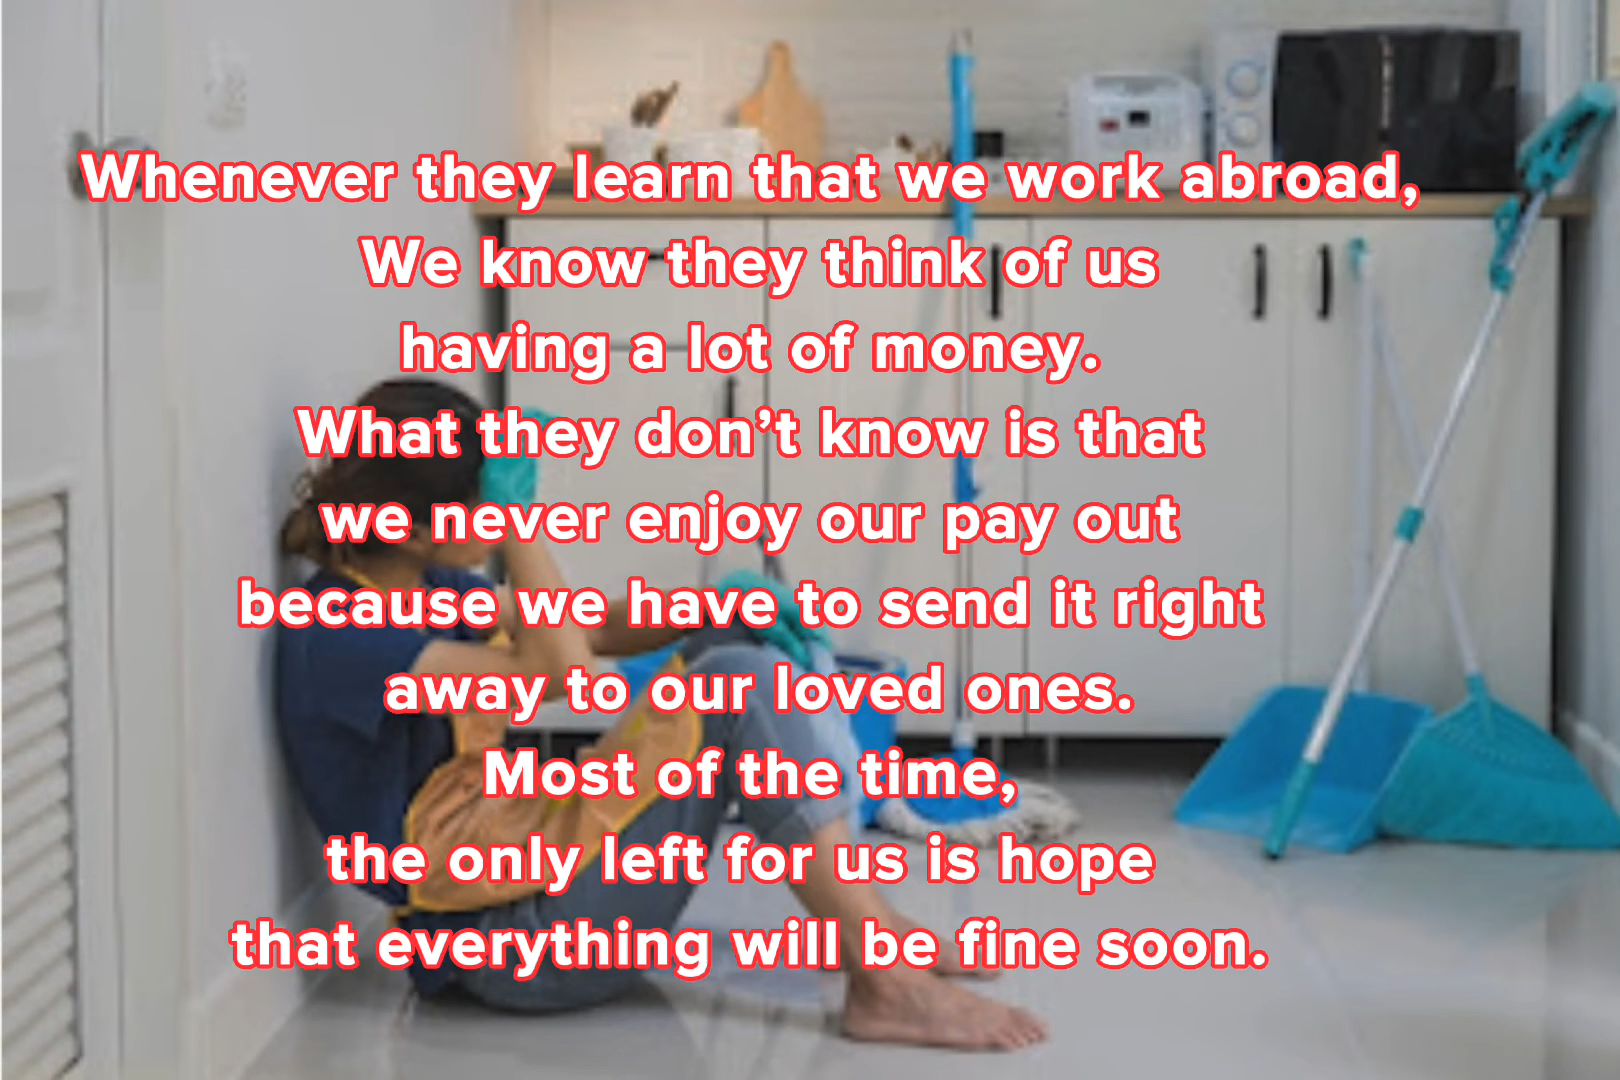 Whenever they learn that we work abroad,
We know they think of us
having a lot of money.
What they don’t know is that
we never enjoy our pay out
because we have to send it right
away to our loved ones.
Most of the time,
the only left for us is hope
that everything will be fine soon.